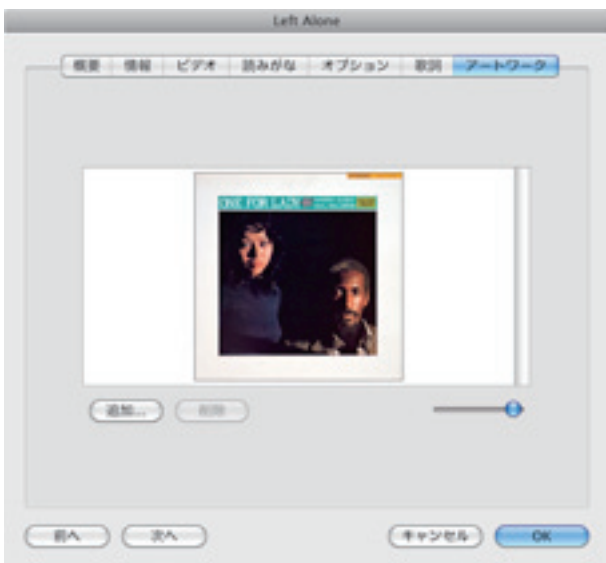 Left Alone
概要 情報 ビデオ 読みがな オプション 歌詞 アートワーク
ONE FOR LADY
追加... 削除
前へ 次へ キャンセル OK